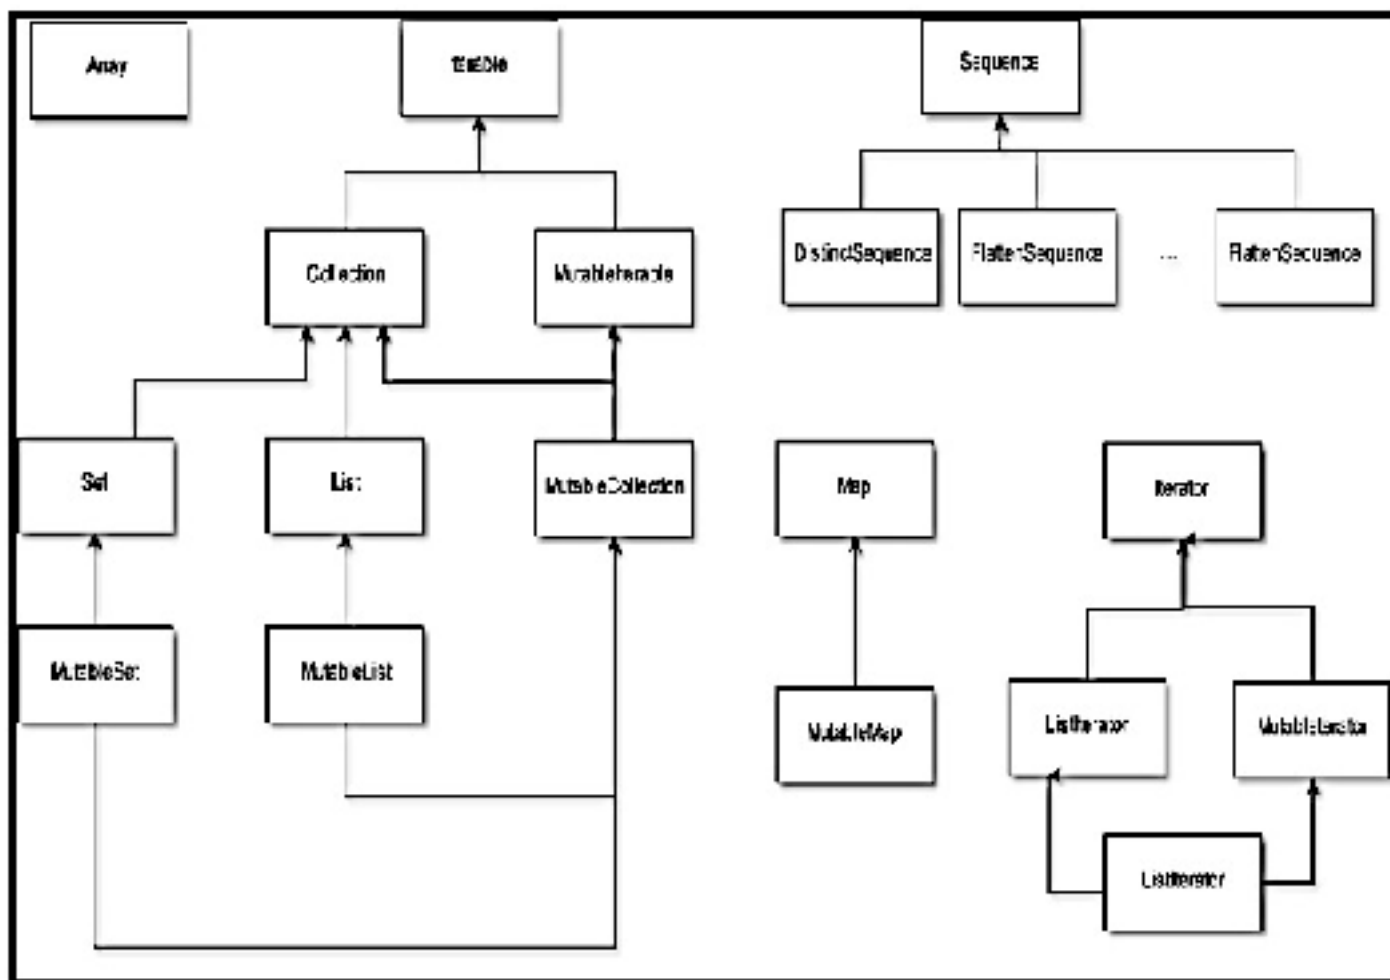 Array
Iterable
Sequence
Collection
MutableIterable
DistinctSequence
FlattenSequence
...
FlattenSequence
Set
List
MutableCollection
Map
Iterator
MutableSet
MutableList
MutableMap
ListIterator
MutableIterator
ListIterator